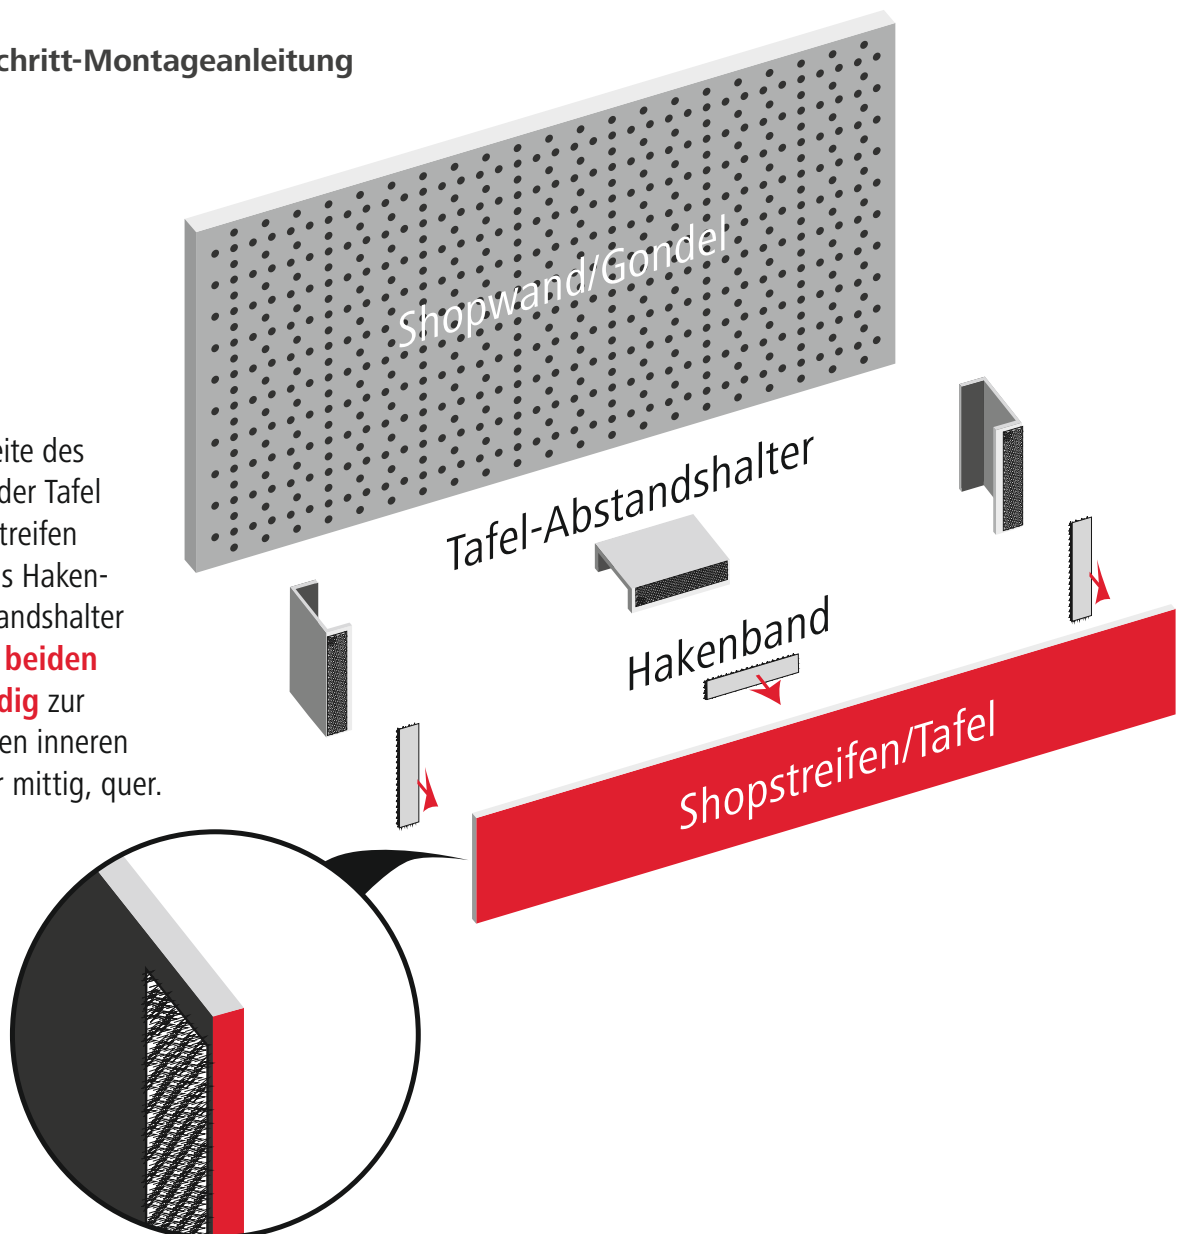 chritt-Montageanleitung
Shopwand/Gondel
eite des
der Tafel
treifen
s Haken-
andshalter
beiden
dig zur
en inneren
r mittig, quer.
Tafel-Abstandshalter
Hakenband
Shopstreifen/Tafel